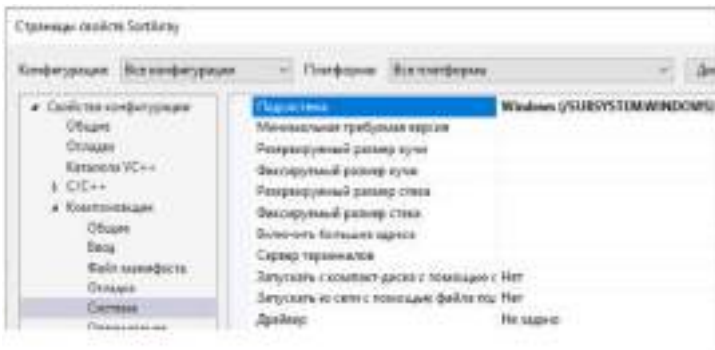 Страницы свойств SortArray
Конфигурация: Все конфигурации Платформа: Все платформы
Свойства конфигурации
Общие
Отладка
Каталоги VC++
C/C++
Компоновщик
Общие
Ввод
Файл манифеста
Отладка
Система
Подсистема Windows (/SUBSYSTEM:WINDOWS)
Минимальная требуемая версия
Резервируемый размер кучи
Фиксируемый размер кучи
Резервируемый размер стека
Фиксируемый размер стека
Включить большие адреса
Сервер терминалов
Запускать с компакт-диска с помощью с Нет
Запускать из сети с помощью файла под Нет
Драйвер Не задано